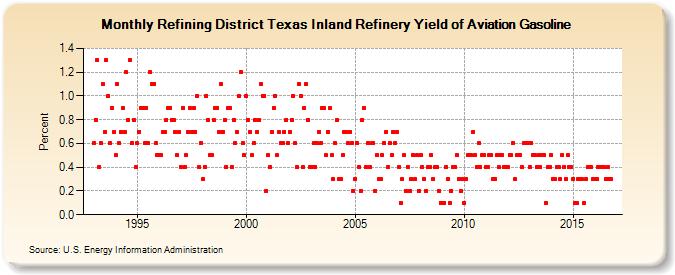 Monthly Refining District Texas Inland Refinery Yield of Aviation Gasoline
Percent
1.4
1.2
1.0
0.8
0.6
0.4
0.2
0.0
1995 2000 2005 2010 2015
Source: U.S. Energy Information Administration